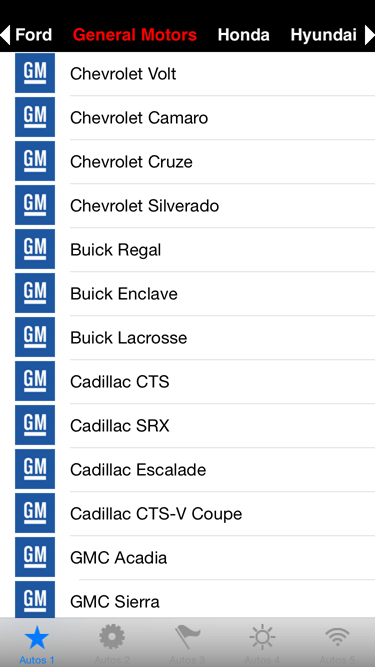 Ford General Motors Honda Hyundai
GM Chevrolet Volt
GM Chevrolet Camaro
GM Chevrolet Cruze
GM Chevrolet Silverado
GM Buick Regal
GM Buick Enclave
GM Buick Lacrosse
GM Cadillac CTS
GM Cadillac SRX
GM Cadillac Escalade
GM Cadillac CTS-V Coupe
GM GMC Acadia
GM GMC Sierra
Autos 1 Autos 2 Autos 3 Autos 4 Autos 5